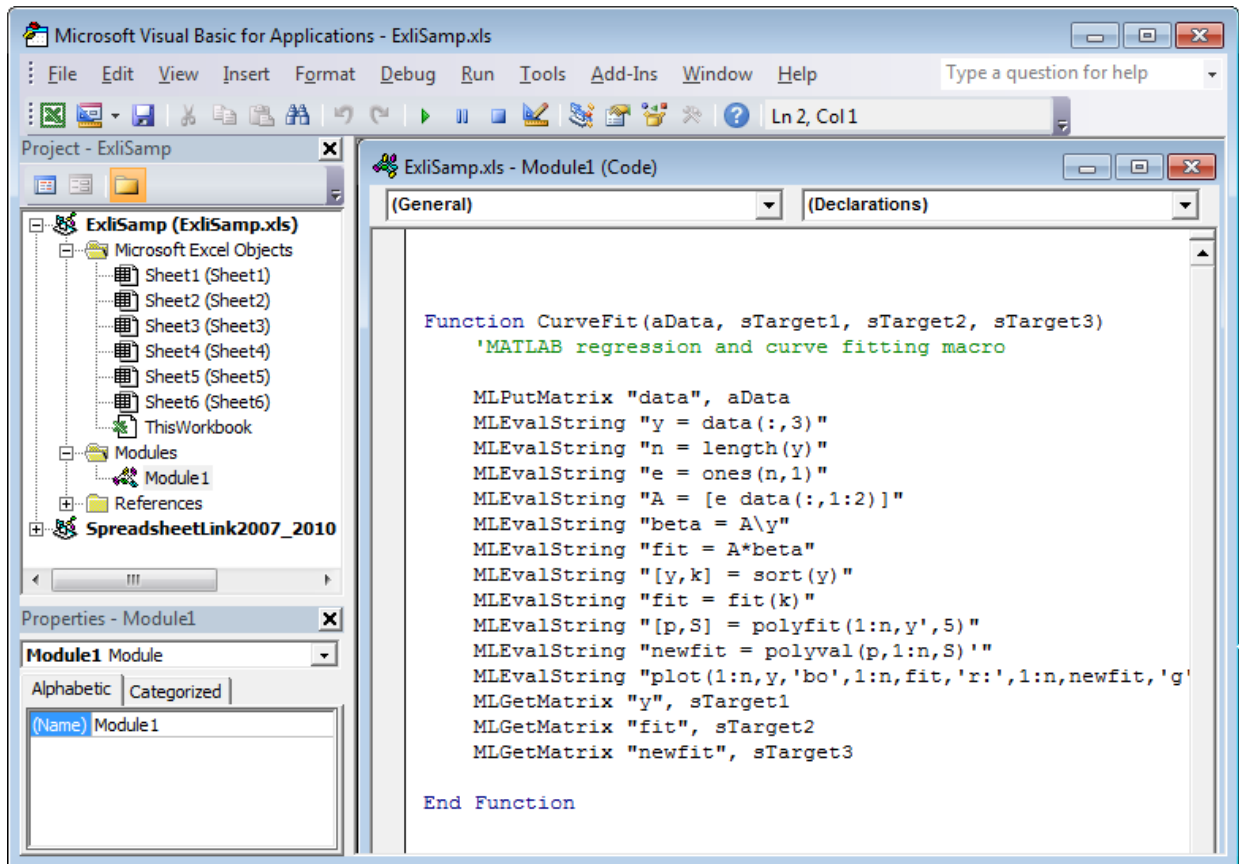 Microsoft Visual Basic for Applications - ExliSamp.xls
File Edit View Insert Format Debug Run Tools Add-Ins Window Help Type a question for help
Ln 2, Col 1
Project - ExliSamp
ExliSamp (ExliSamp.xls)
Microsoft Excel Objects
Sheet1 (Sheet1)
Sheet2 (Sheet2)
Sheet3 (Sheet3)
Sheet4 (Sheet4)
Sheet5 (Sheet5)
Sheet6 (Sheet6)
ThisWorkbook
Modules
Module1
References
SpreadsheetLink2007_2010
Properties - Module1
Module1 Module
Alphabetic Categorized
(Name) Module1
ExliSamp.xls - Module1 (Code)
(General) (Declarations)
Function CurveFit(aData, sTarget1, sTarget2, sTarget3)
'MATLAB regression and curve fitting macro
MLPutMatrix "data", aData
MLEvalString "y = data(:,3)"
MLEvalString "n = length(y)"
MLEvalString "e = ones(n,1)"
MLEvalString "A = [e data(:,1:2)]"
MLEvalString "beta = A\y"
MLEvalString "fit = A*beta"
MLEvalString "[y,k] = sort(y)"
MLEvalString "fit = fit(k)"
MLEvalString "[p,S] = polyfit(1:n,y',5)"
MLEvalString "newfit = polyval(p,1:n,S)'"
MLEvalString "plot(1:n,y,'bo',1:n,fit,'r:',1:n,newfit,'g'
MLGetMatrix "y", sTarget1
MLGetMatrix "fit", sTarget2
MLGetMatrix "newfit", sTarget3
End Function